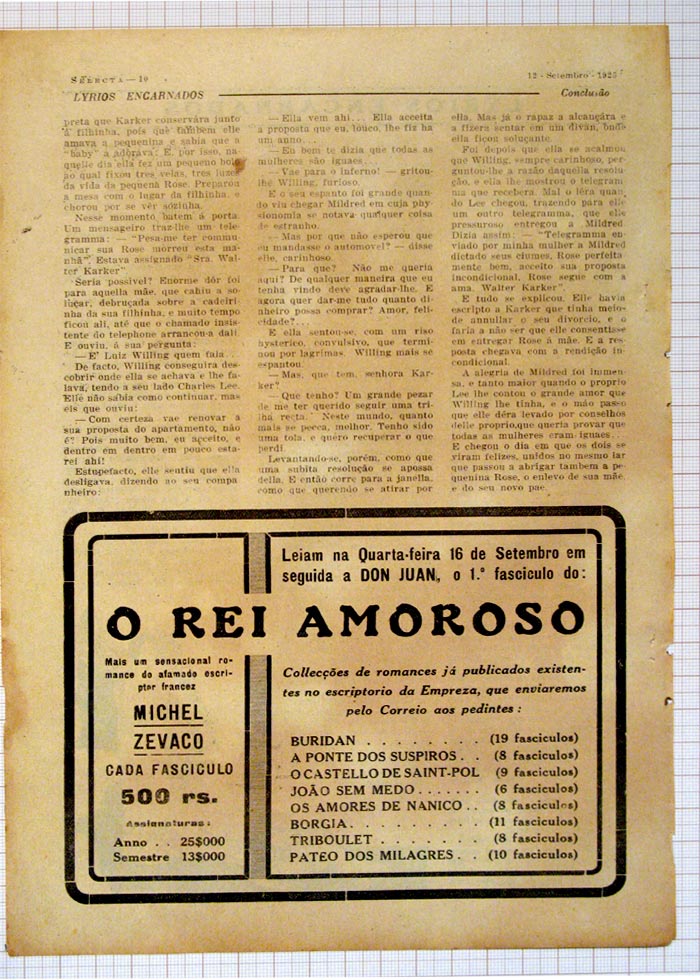 SELECTA — 10
12 - Setembro - 1925
LYRIOS ENCARNADOS
Conclusão
preta que Karker conservára junto
á filhinha, pois que tambem elle
amava a pequenina e sabia que a
"baby" a adorava. E, por isso, na-
quelle dia ella fez um pequeno bolo
ao qual fixou tres velas, tres luzes
da vida da pequena Rose. Preparou
a mesa com o logar da filhinha, e
chorou por se vêr sozinha.
Nesse momento batem á porta.
Um mensageiro traz-lhe um tele-
gramma: — "Pesa-me ter commu-
nicar sua Rose morreu esta ma-
nhã". Estava assignado "Sra. Wal-
ter Karker"
Seria possivel? Enorme dôr foi
para aquella mãe, que cahiu a so-
luçar, debruçada sobre a cadeiri-
nha da sua filhinha, e muito tempo
ficou ali, até que o chamado insis-
tente do telephone arrancou-a dali.
E ouviu, á sua pergunta:
— E' Luiz Willing quem fala...
De facto, Willing conseguira des-
cobrir onde ella se achava e lhe fa-
lava, tendo a seu lado Charles Lee.
Elle não sabia como continuar, mas
eis que ouviu:
— Com certeza vae renovar a
sua proposta do apartamento, não
é? Pois muito bem, eu acceito, e
dentro em dentro em pouco esta-
rei ahi!
Estupefacto, elle sentiu que ella
desligava, dizendo ao seu compa
nheiro:
— Ella vem ahi... Ella acceita
a proposta que eu, louco, lhe fiz ha
um anno...
— Eu bem te dizia que todas as
mulheres são iguaes...
— Vae para o inferno! — gritou-
lhe Willing, furioso.
E o seu espanto foi grande quan-
do viu chegar Mildred em cuja phy-
sionomia se notava qualquer coisa
de estranho.
— Mas por que não esperou que
eu mandasse o automovel? — disse
elle, carinhoso.
— Para que? Não me queria
aqui? De qualquer maneira que eu
tenha vindo deve agradar-lhe. E
agora quer dar-me tudo quanto di-
nheiro possa comprar? Amor, feli-
cidade?...
E ella sentou-se, com um riso
hysterico, convulsivo, que termi-
nou por lagrimas. Willing mais se
espantou.
— Mas, que tem, senhora Kar-
ker?
— Que tenho? Um grande pezar
de me ter querido seguir uma tri-
lha recta. Neste mundo, quanto
mais se pecca, melhor. Tenho sido
uma tola, e quero recuperar o que
perdi.
Levantando-se, porém, como que
uma subita resolução se apossa
della. E então corre para a janella,
como que querendo se atirar por
ella. Mas já o rapaz a alcançára e
a fizera sentar em um divan, onde
ella ficou soluçante.
Foi depois que ella se acalmou
que Willing, sempre carinhoso, per-
guntou-lhe a razão daquella resolu-
ção, e ella lhe mostrou o telegram-
ma que recebera. Mal o lêra quan-
do Lee chegou, trazendo para elle
um outro telegramma, que elle
pressuroso entregou a Mildred
Dizia assim: — "Telegramma en-
viado por minha mulher a Mildred
dictado seus ciumes, Rose perfeita-
mente bem, acceito sua proposta
incondicional, Rose segue com a
ama. Walter Karker".
E tudo se explicou. Elle havia
escripto a Karker que tinha meio
de annullar o seu divorcio, e o
faria a não ser que elle consentisse
em entregar Rose á mãe. E a res-
posta chegava com a rendição in-
condicional.
A alegria de Mildred foi immen-
sa, e tanto maior quando o proprio
Lee lhe contou o grande amor que
Willing lhe tinha, e o máo passo
que elle déra levado por conselhos
delle proprio,que queria provar que
todas as mulheres eram iguaes...
E chegou o dia em que os dois se
viram felizes, unidos no mesmo lar
que passou a abrigar tambem a pe-
quenina Rose, o enlevo de sua mãe
e do seu novo pae.
Leiam na Quarta-feira 16 de Setembro em
seguida a DON JUAN, o 1.º fasciculo do:
O REI AMOROSO
Mais um sensacional ro-
mance do afamado escri-
ptor francez
MICHEL
ZEVACO
CADA FASCICULO
500 rs.
Assignaturas:
Anno . . 25$000
Semestre 13$000
Collecções de romances já publicados existen-
tes no escriptorio da Empreza, que enviaremos
pelo Correio aos pedintes :
BURIDAN . . . . . . . . (19 fasciculos)
A PONTE DOS SUSPIROS . . (8 fasciculos)
O CASTELLO DE SAINT-POL (9 fasciculos)
JOÃO SEM MEDO . . . . . . . (6 fasciculos)
OS AMORES DE NANICO . . (8 fasciculos)
BORGIA. . . . . . . . . (11 fasciculos)
TRIBOULET . . . . . . . (8 fasciculos)
PATEO DOS MILAGRES . . (10 fasciculos)